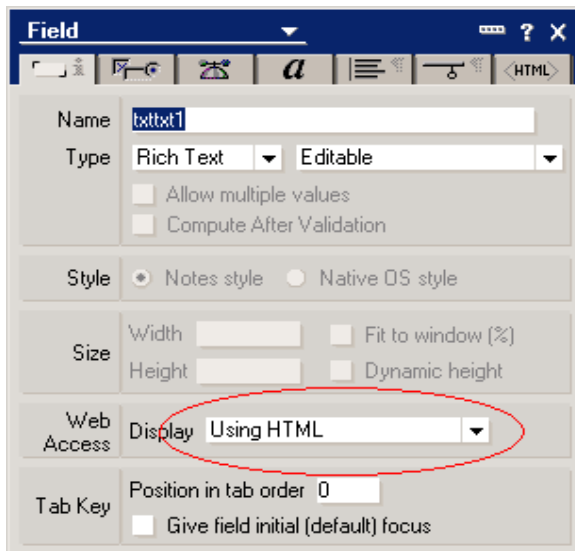 Field
? X
i a <HTML>
Name txttxt1
Type Rich Text Editable
Allow multiple values
Compute After Validation
Style Notes style Native OS style
Size Width Fit to window (%)
Height Dynamic height
Web Access Display Using HTML
Tab Key Position in tab order 0
Give field initial (default) focus